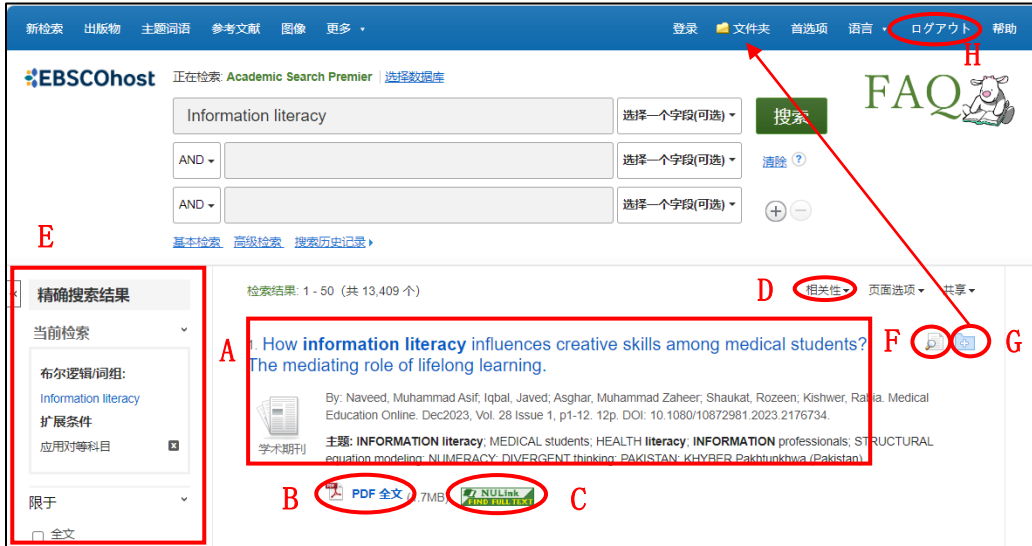 新检索 出版物 主题词语 参考文献 图像 更多 登录 文件夹 首选项 语言 ログアウト 帮助
H
EBSCOhost 正在检索: Academic Search Premier 选择数据库
FAQ
Information literacy 选择一个字段(可选) 搜索
AND 选择一个字段(可选) 清除 ?
AND 选择一个字段(可选)
E
基本检索 高级检索 搜索历史记录
精确搜索结果
检索结果: 1 - 50 (共 13,409 个) D 相关性 页面选项 共享
当前检索
布尔逻辑/词组:
Information literacy
扩展条件
应用对等科目
限于
全文
A
1. How information literacy influences creative skills among medical students? F G
The mediating role of lifelong learning.
By: Naveed, Muhammad Asif; Iqbal, Javed; Asghar, Muhammad Zaheer; Shaukat, Rozeen; Kishwer, Rabia. Medical
Education Online. Dec2023, Vol. 28 Issue 1, p1-12. 12p. DOI: 10.1080/10872981.2023.2176734.
学术期刊
主题: INFORMATION literacy; MEDICAL students; HEALTH literacy; INFORMATION professionals; STRUCTURAL
equation modeling; NUMERACY; DIVERGENT thinking; PAKISTAN; KHYBER Pakhtunkhwa (Pakistan)
B PDF 全文 .7MB) NULink C
FIND FULL TEXT